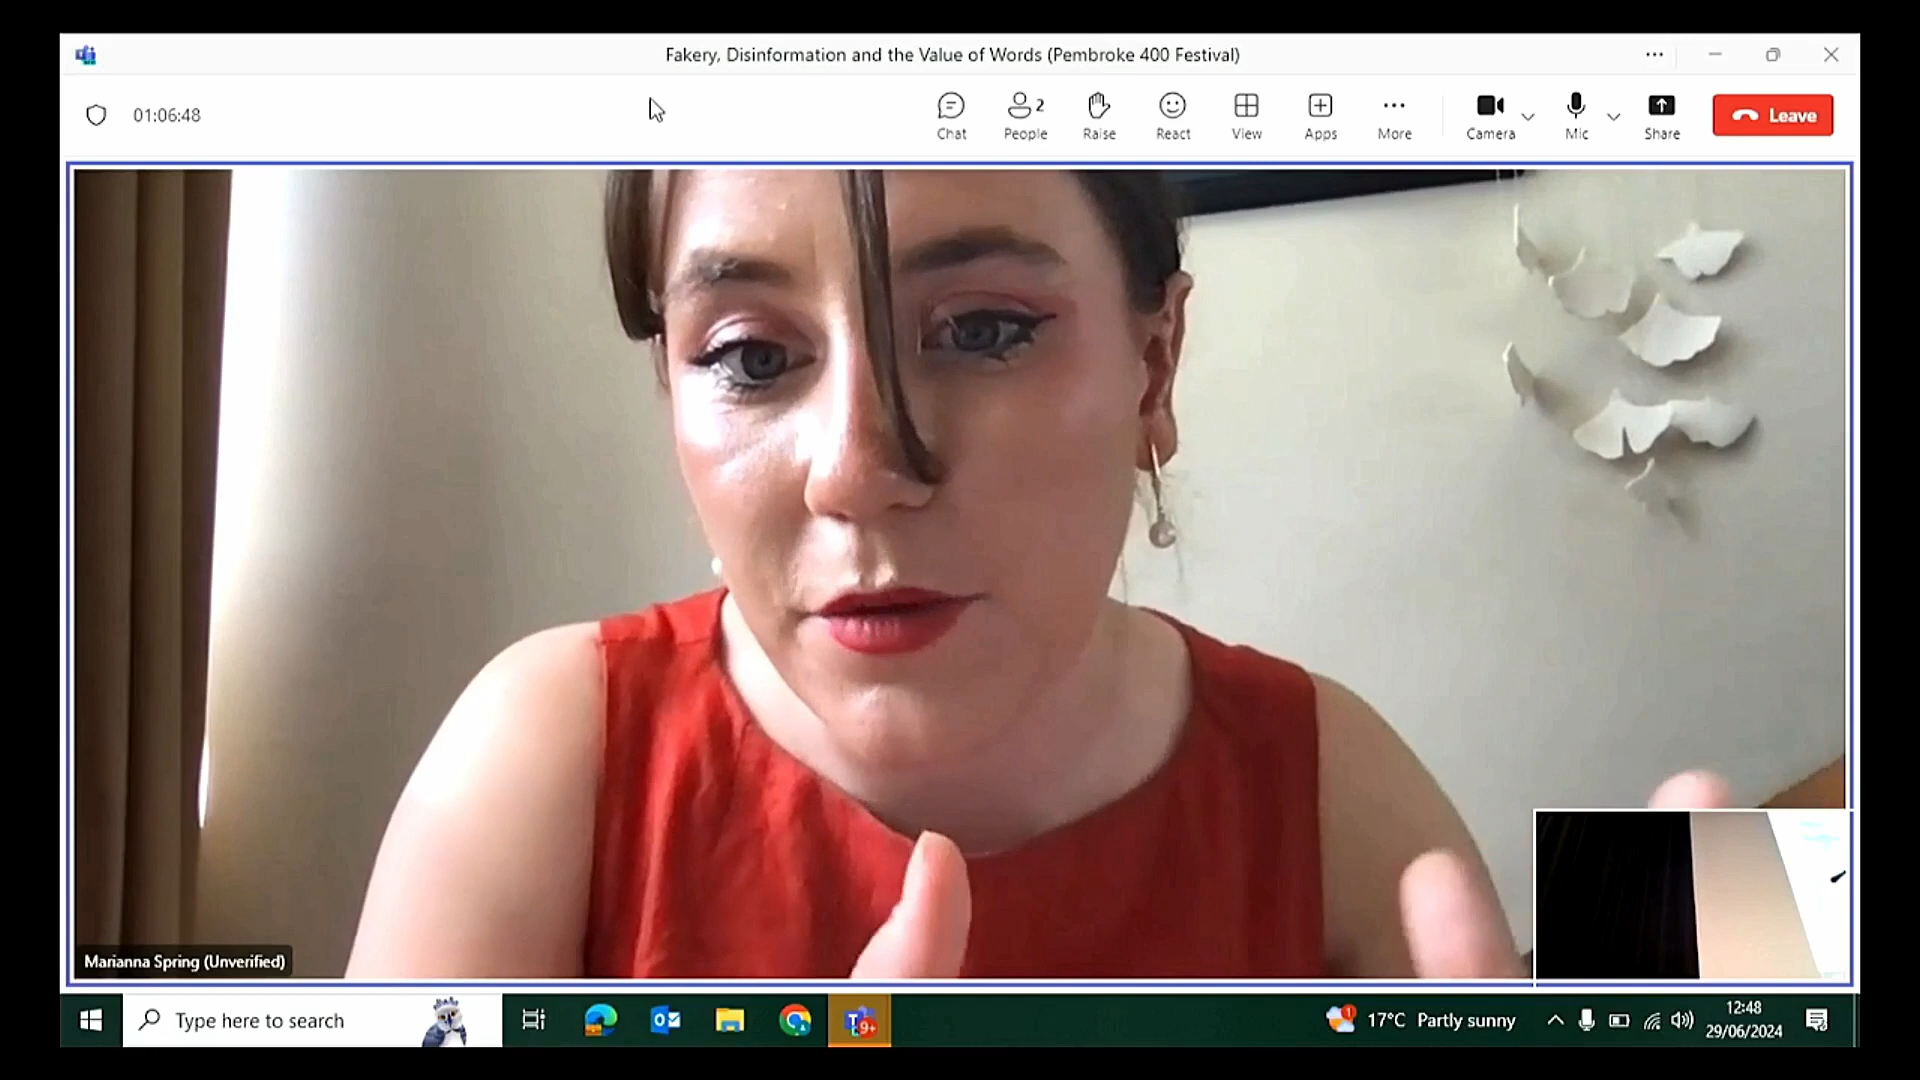 Fakery, Disinformation and the Value of Words (Pembroke 400 Festival)
01:06:48
2
Chat People Raise React View Apps More Camera Mic Share Leave
Marianna Spring (Unverified)
Type here to search
9+
17°C Partly sunny
12:48
29/06/2024